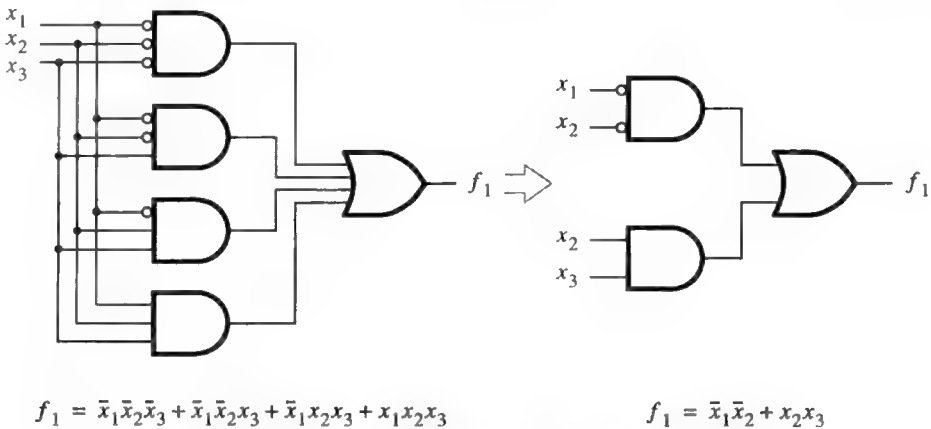 x₁
x₂
x₃
f₁
x₁
x₂
x₂
x₃
f₁
f₁ = x̄₁x̄₂x̄₃ + x̄₁x̄₂x₃ + x̄₁x₂x₃ + x₁x₂x₃
f₁ = x̄₁x̄₂ + x₂x₃